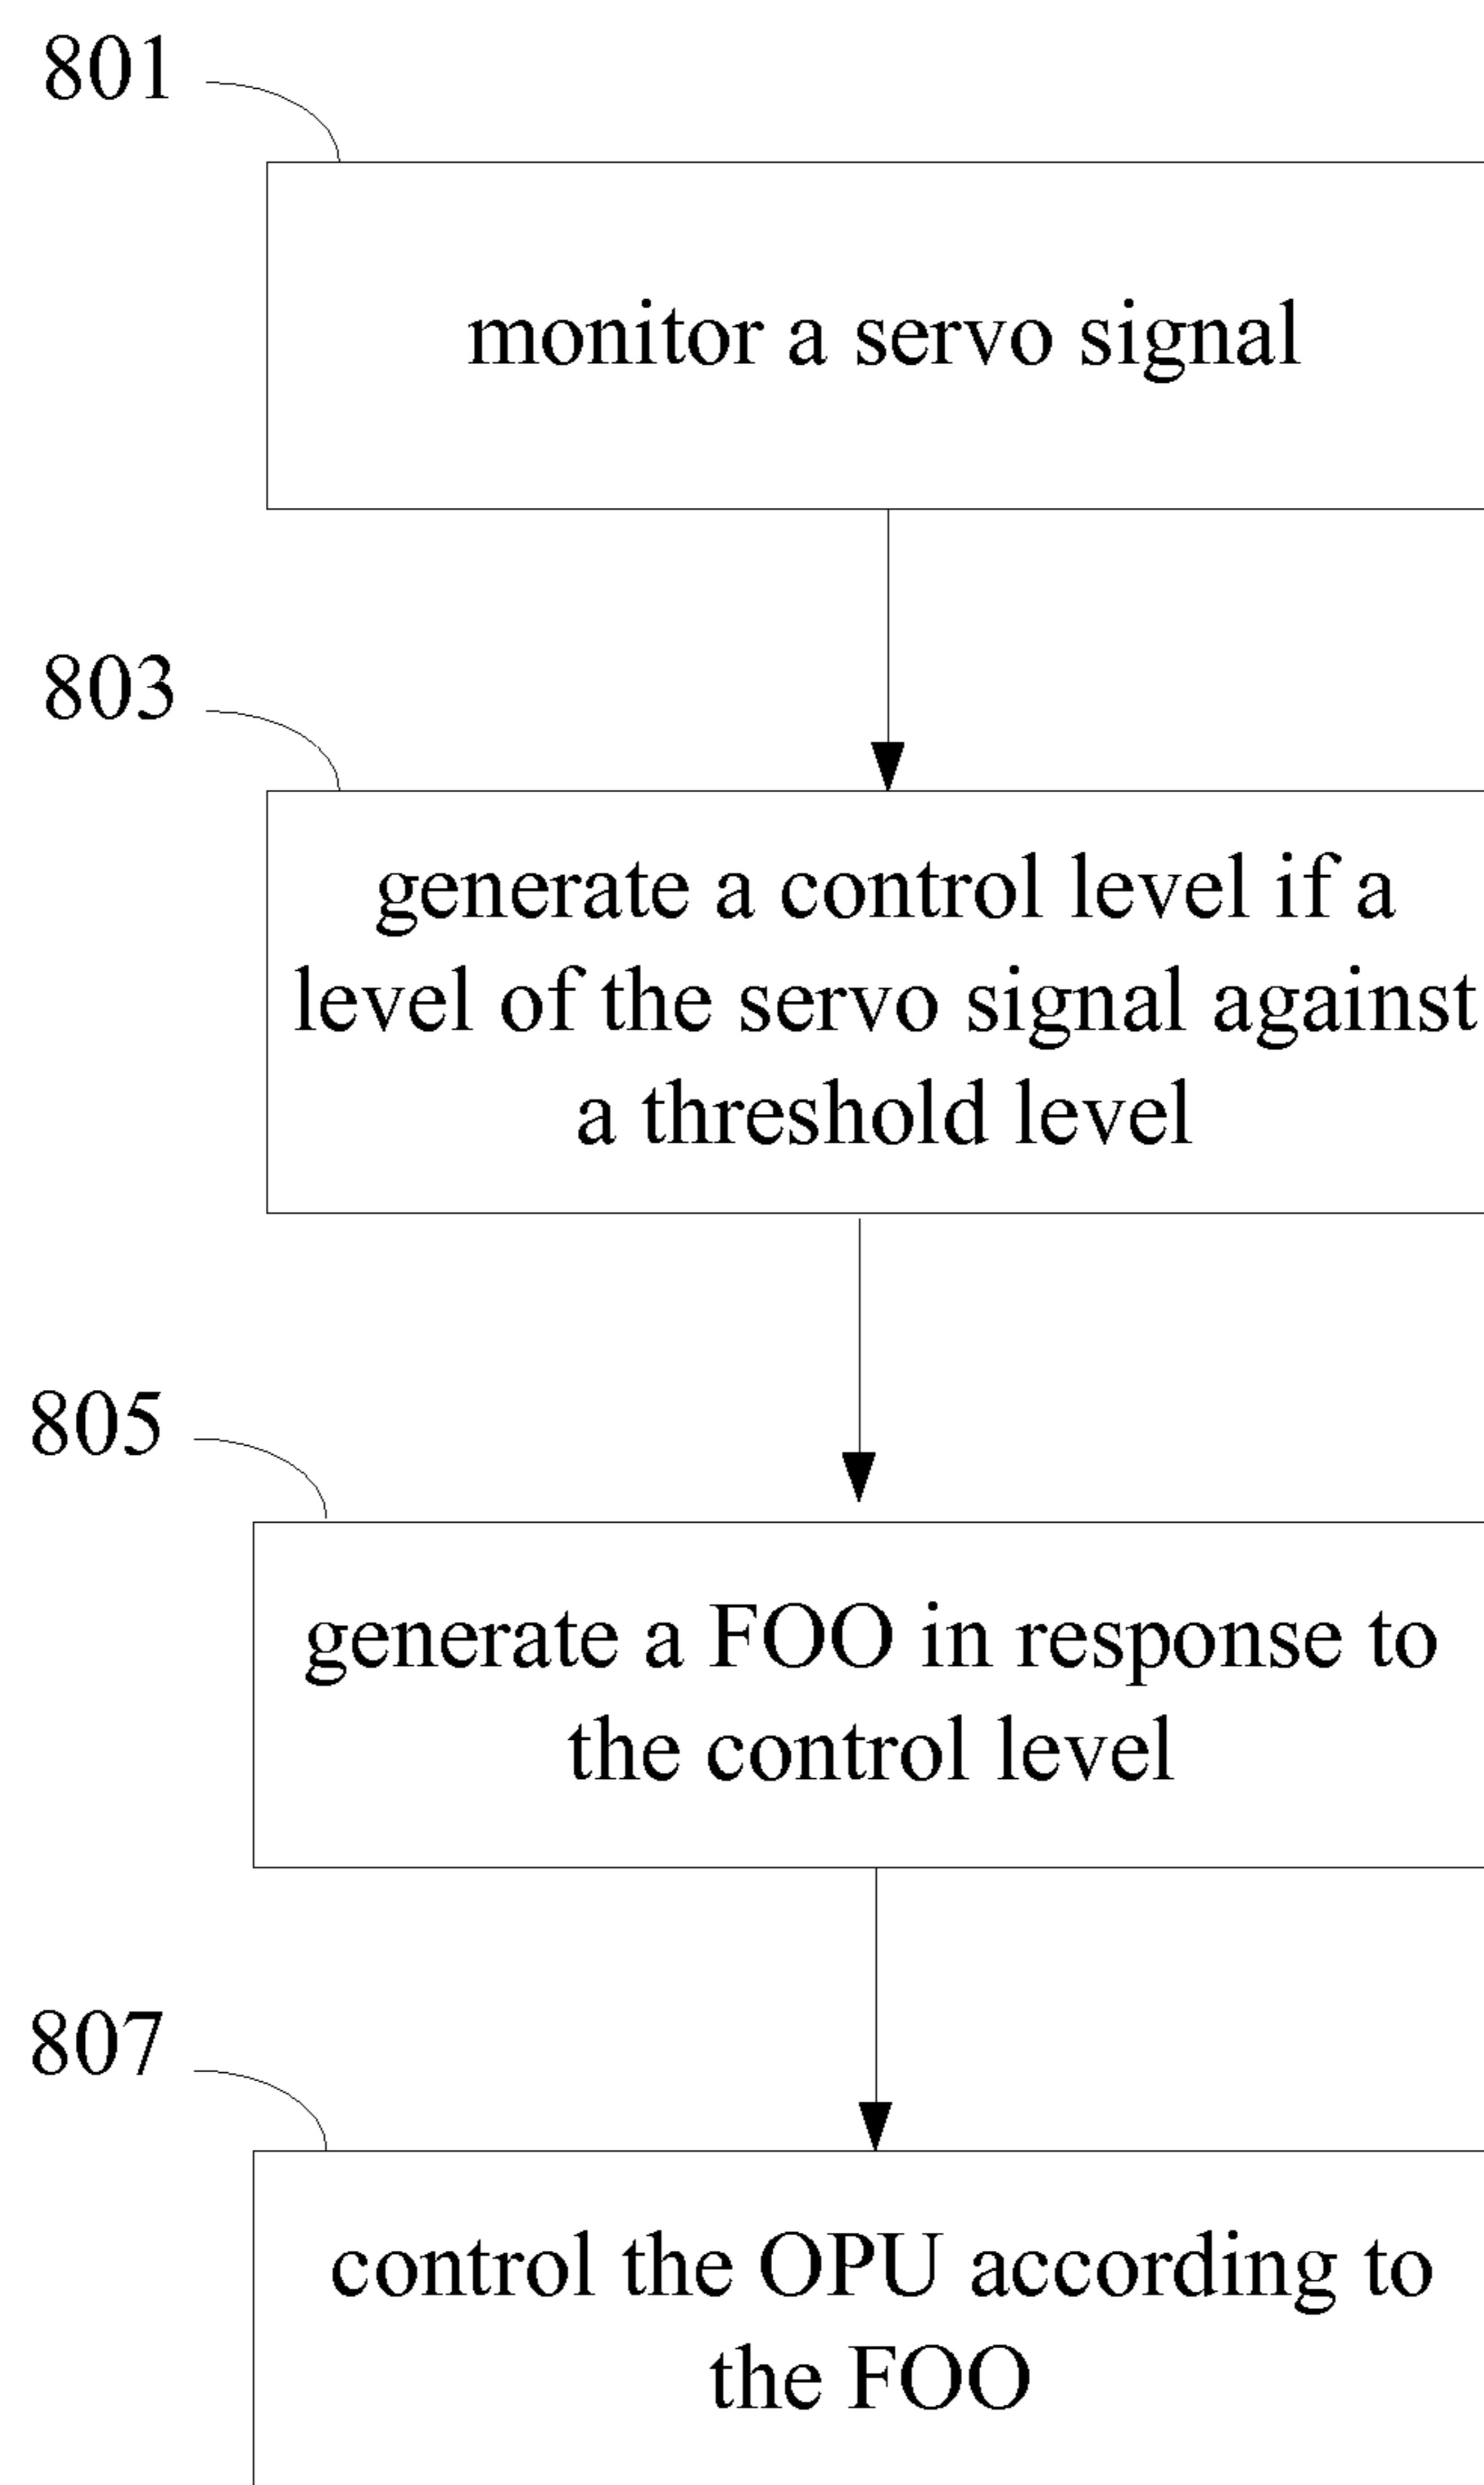 801
monitor a servo signal
803
generate a control level if a
level of the servo signal against
a threshold level
805
generate a FOO in response to
the control level
807
control the OPU according to
the FOO